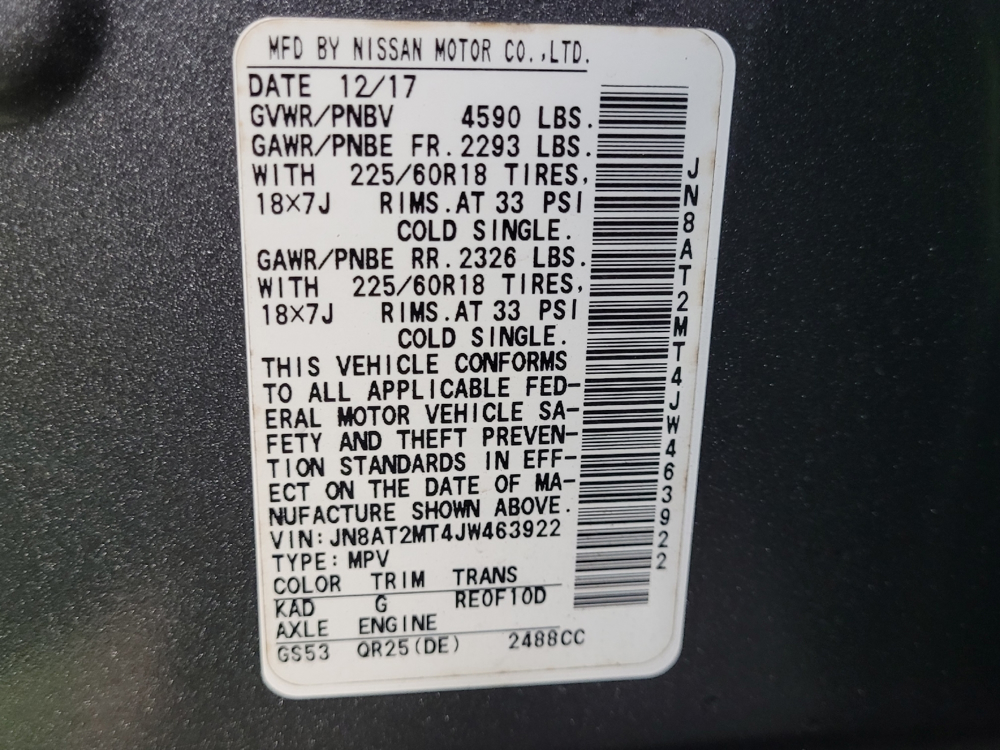 MFD BY NISSAN MOTOR CO.,LTD.
DATE 12/17
GVWR/PNBV 4590 LBS.
GAWR/PNBE FR. 2293 LBS.
WITH 225/60R18 TIRES,
18×7J RIMS.AT 33 PSI
COLD SINGLE.
GAWR/PNBE RR. 2326 LBS.
WITH 225/60R18 TIRES,
18×7J RIMS.AT 33 PSI
COLD SINGLE.
THIS VEHICLE CONFORMS
TO ALL APPLICABLE FED-
ERAL MOTOR VEHICLE SA-
FETY AND THEFT PREVEN-
TION STANDARDS IN EFF-
ECT ON THE DATE OF MA-
NUFACTURE SHOWN ABOVE.
VIN: JN8AT2MT4JW463922
TYPE: MPV
COLOR TRIM TRANS
KAD G RE0F10D
AXLE ENGINE
GS53 QR25(DE) 2488CC
JN8AT2MT4JW463922